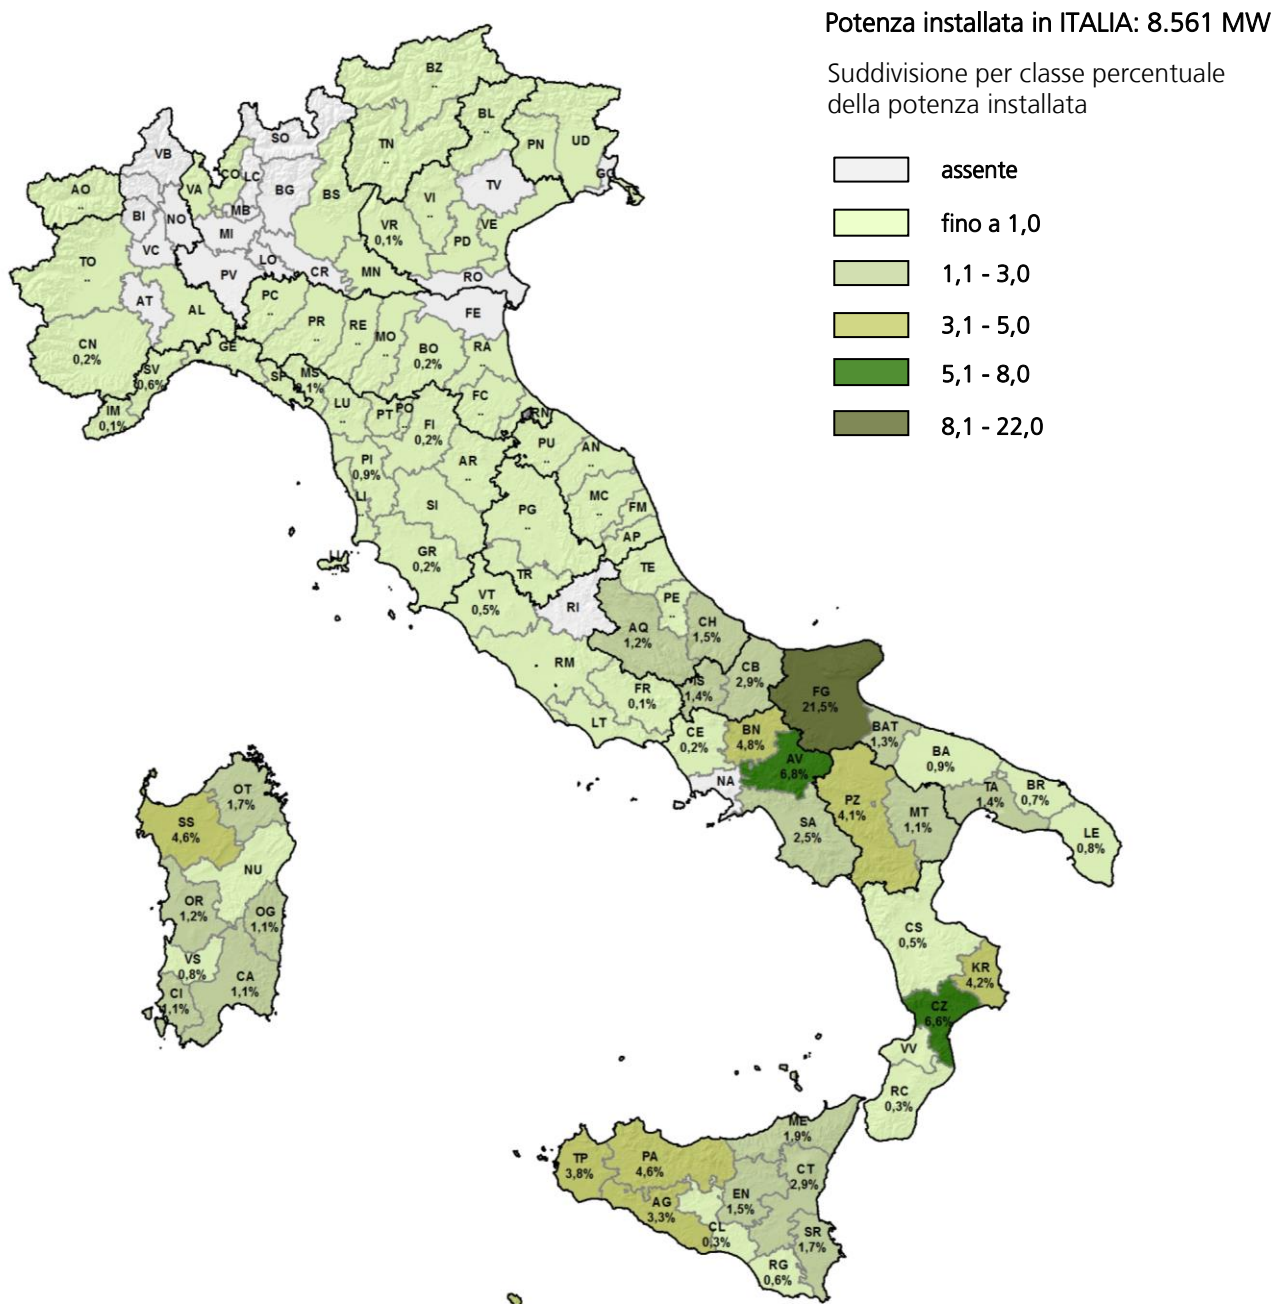 Potenza installata in ITALIA: 8.561 MW
Suddivisione per classe percentuale
della potenza installata
assente
fino a 1,0
1,1 - 3,0
3,1 - 5,0
5,1 - 8,0
8,1 - 22,0
BZ
..
SO
BL
..
PN
UD
TN
..
VB
CO
LC
GO
VA
BG
BS
TV
AO
..
MB
VI
..
BI
NO
VR
0,1%
VE
MI
PD
VC
LO
TO
..
PV
CR
MN
RO
AT
PC
..
AL
FE
PR
..
RE
..
MO
..
CN
0,2%
GE
BO
0,2%
RA
..
SV
0,6%
SP
MS
0,1%
FC
..
LU
..
PT
..
PO
..
RN
IM
0,1%
FI
0,2%
PU
..
AN
..
PI
0,9%
AR
..
LI
..
MC
..
SI
PG
..
FM
AP
GR
0,2%
LI
TE
TR
VT
0,5%
RI
PE
..
AQ
1,2%
CH
1,5%
RM
CB
2,9%
IS
1,4%
FR
0,1%
FG
21,5%
LT
CE
0,2%
BN
4,8%
BAT
1,3%
BA
0,9%
AV
6,8%
NA
OT
1,7%
TA
1,4%
BR
0,7%
PZ
4,1%
MT
1,1%
SS
4,6%
SA
2,5%
LE
0,8%
NU
OR
1,2%
OG
1,1%
CS
0,5%
VS
0,8%
KR
4,2%
CA
1,1%
CI
1,1%
CZ
6,6%
VV
RC
0,3%
ME
1,9%
TP
3,8%
PA
4,6%
CT
2,9%
EN
1,5%
AG
3,3%
CL
0,3%
SR
1,7%
RG
0,6%